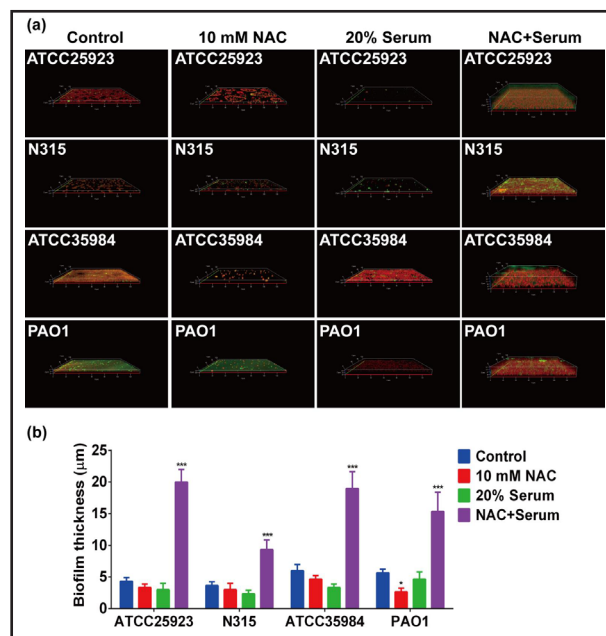 (a)
Control 10 mM NAC 20% Serum NAC+Serum
ATCC25923 ATCC25923 ATCC25923 ATCC25923
N315 N315 N315 N315
ATCC35984 ATCC35984 ATCC35984 ATCC35984
PAO1 PAO1 PAO1 PAO1
(b)
Biofilm thickness (μm)
25
20
15
10
5
0
*** *** *** * ***
ATCC25923 N315 ATCC35984 PAO1
Control
10 mM NAC
20% Serum
NAC+Serum